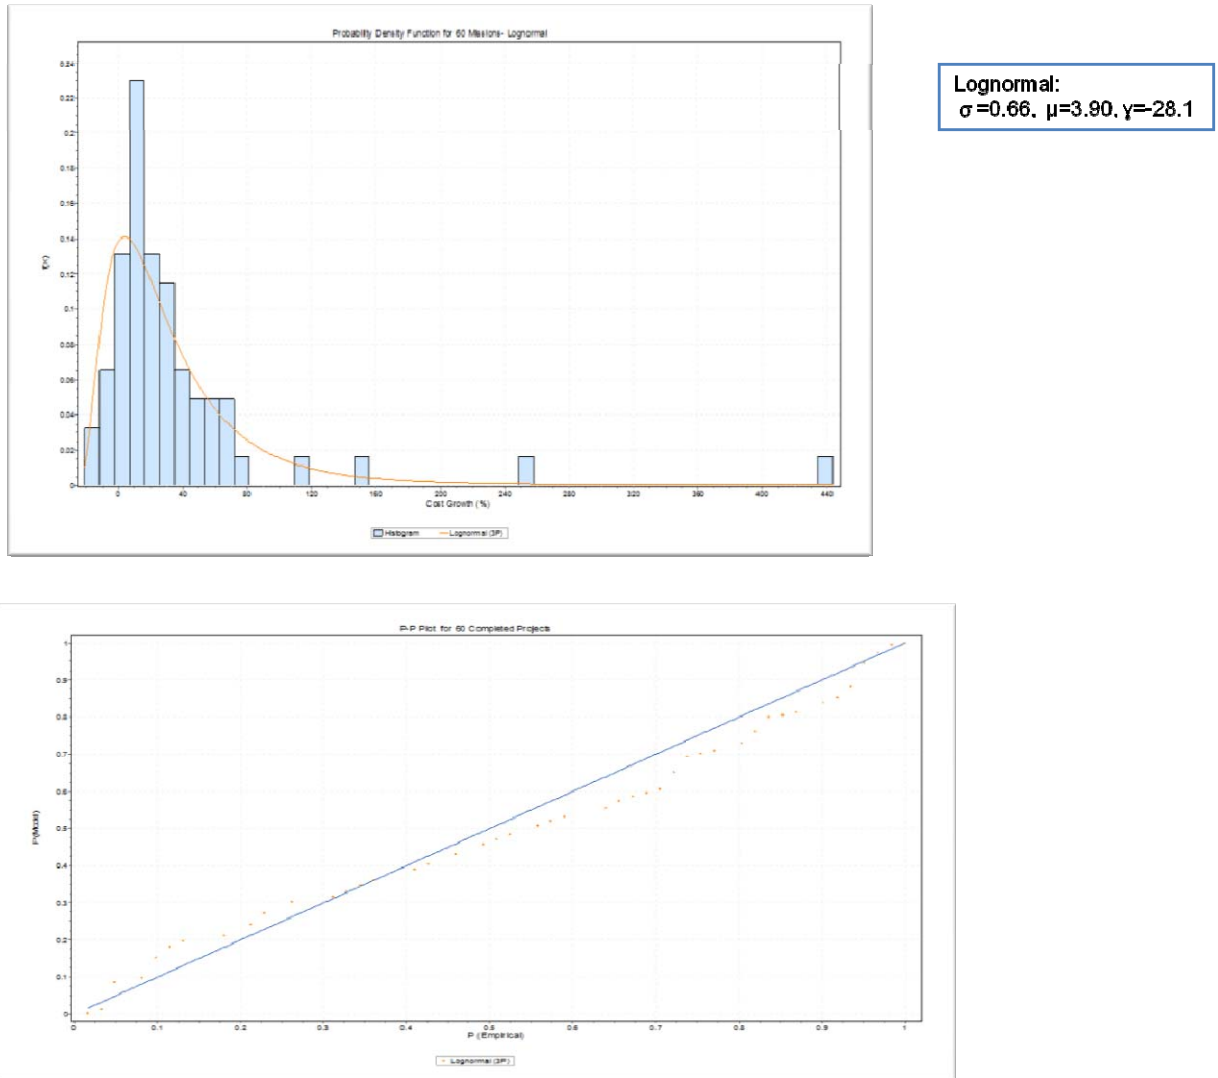 Probability Density Function for 60 Missions- Lognormal
0.24
0.22
0.2
0.18
0.16
0.14
0.12
0.1
0.08
0.06
0.04
0.02
0
f(x)
0 40 80 120 160 200 240 280 320 360 400 440
Cost Growth (%)
Histogram Lognormal (3P)
Lognormal:
σ=0.66, μ=3.90, γ=-28.1
P-P Plot for 60 Completed Projects
1
0.9
0.8
0.7
0.6
0.5
0.4
0.3
0.2
0.1
0
P(Model)
0 0.1 0.2 0.3 0.4 0.5 0.6 0.7 0.8 0.9 1
P (Empirical)
Lognormal (3P)